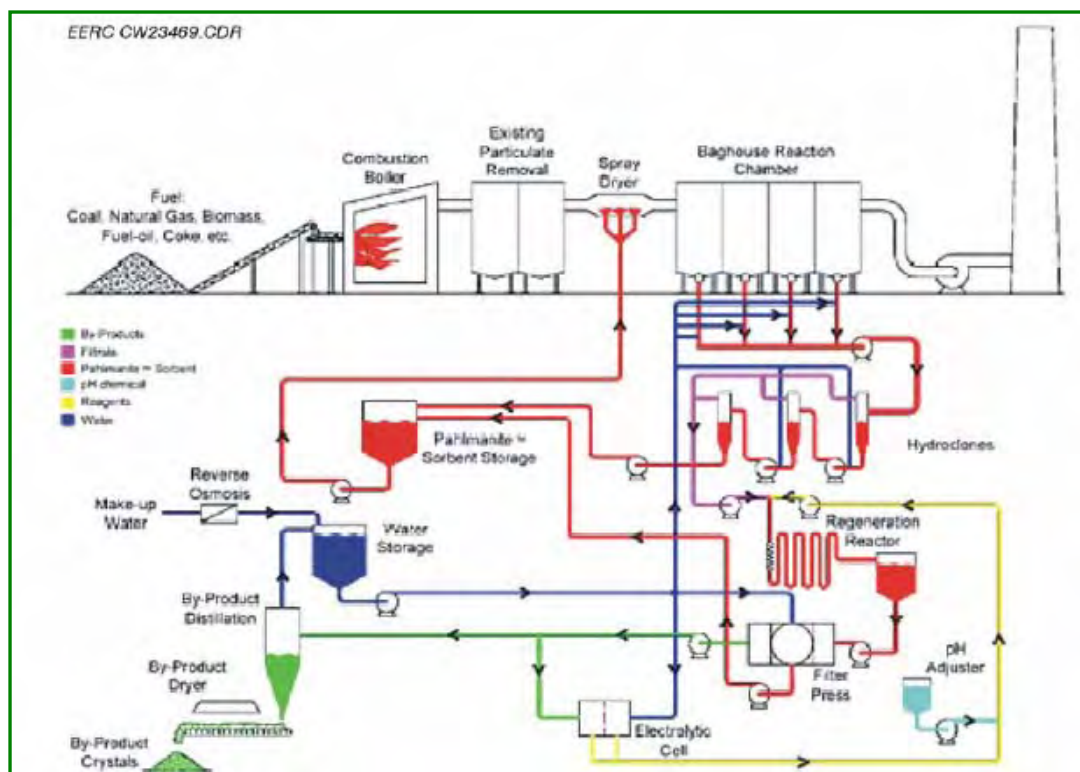 EERC CW23469.CDR
Existing
Particulate
Removal
Combustion
Boiler
Spray
Dryer
Baghouse Reaction
Chamber
Fuel:
Coal, Natural Gas, Biomass,
Fuel-oil, Coke, etc.
By-Products
Filtrate
Pahlmanite™ Sorbent
pH chemical
Reagents
Water
Pahlmanite™
Sorbent Storage
Hydroclones
Reverse
Osmosis
Make-up
Water
Water
Storage
Regeneration
Reactor
By-Product
Distillation
By-Product
Dryer
Filter
Press
pH
Adjuster
Electrolytic
Cell
By-Product
Crystals